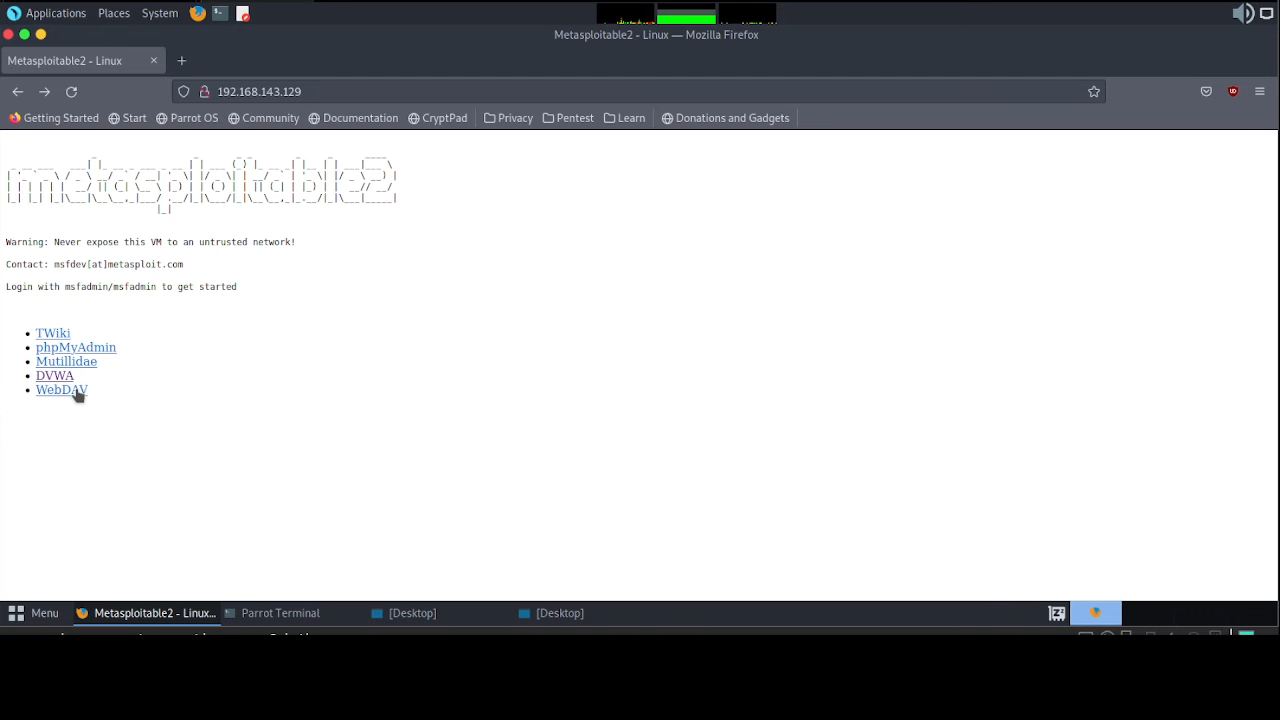 Applications Places System
Metasploitable2 - Linux — Mozilla Firefox
Metasploitable2 - Linux
192.168.143.129
Getting Started Start Parrot OS Community Documentation CryptPad Privacy Pentest Learn Donations and Gadgets
metasploitable2
Warning: Never expose this VM to an untrusted network!
Contact: msfdev[at]metasploit.com
Login with msfadmin/msfadmin to get started
TWiki
phpMyAdmin
Mutillidae
DVWA
WebDAV
Menu Metasploitable2 - Linux... Parrot Terminal [Desktop] [Desktop]